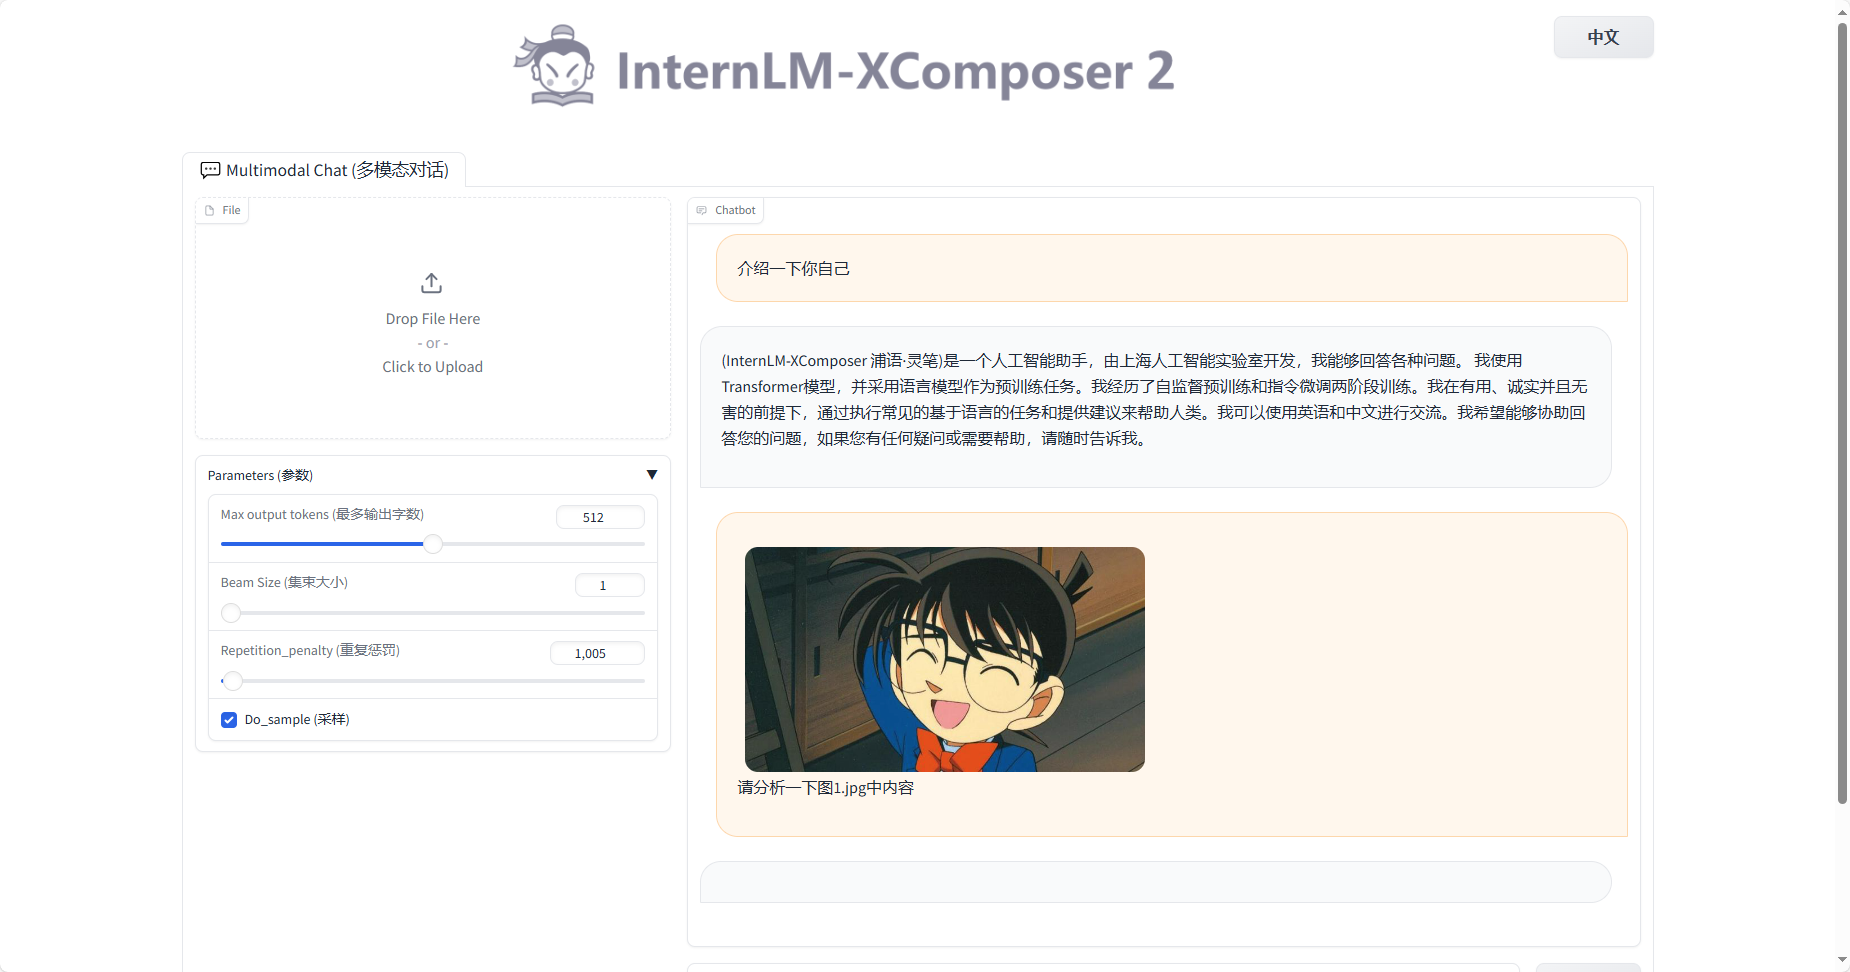 InternLM-XComposer 2
中文
Multimodal Chat (多模态对话)
File
Drop File Here
- or -
Click to Upload
Parameters (参数)
Max output tokens (最多输出字数)
512
Beam Size (集束大小)
1
Repetition_penalty (重复惩罚)
1,005
Do_sample (采样)
Chatbot
介绍一下你自己
(InternLM-XComposer 浦语·灵笔)是一个人工智能助手，由上海人工智能实验室开发，我能够回答各种问题。 我使用
Transformer模型，并采用语言模型作为预训练任务。我经历了自监督预训练和指令微调两阶段训练。我在有用、诚实并且无
害的前提下，通过执行常见的基于语言的任务和提供建议来帮助人类。我可以使用英语和中文进行交流。我希望能够协助回
答您的问题，如果您有任何疑问或需要帮助，请随时告诉我。
请分析一下图1.jpg中内容